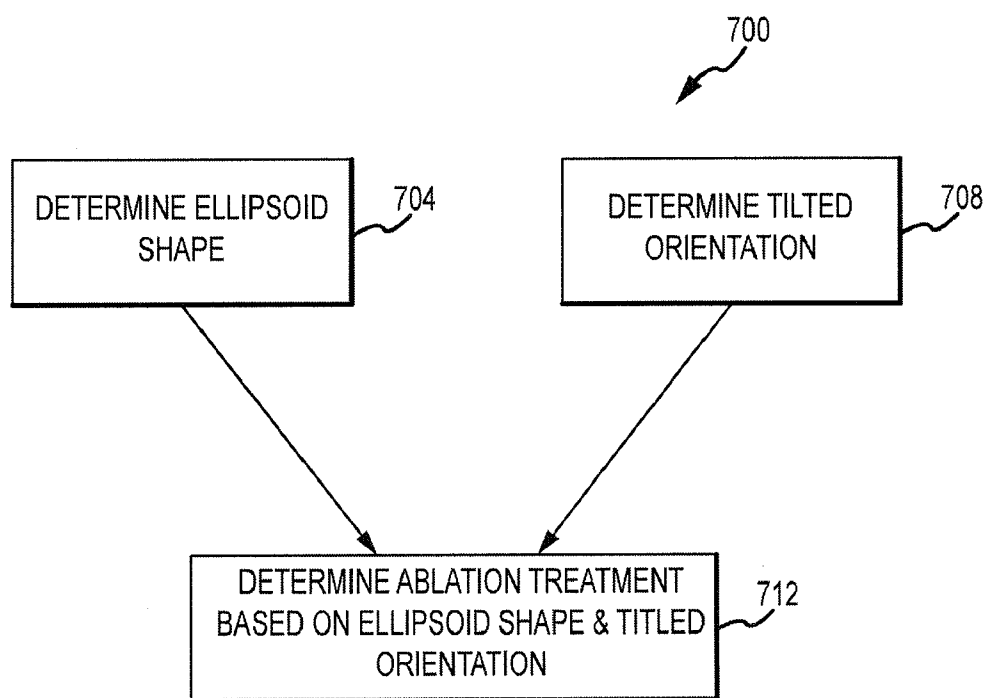 700
DETERMINE ELLIPSOID
SHAPE
704
DETERMINE TILTED
ORIENTATION
708
DETERMINE ABLATION TREATMENT
BASED ON ELLIPSOID SHAPE & TITLED
ORIENTATION
712